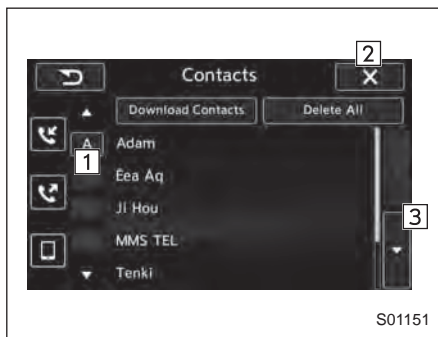 2
Contacts
Download Contacts Delete All
A Adam
1
Eea Aq
3
Ji Hou
MMS TEL
Tenki
S01151